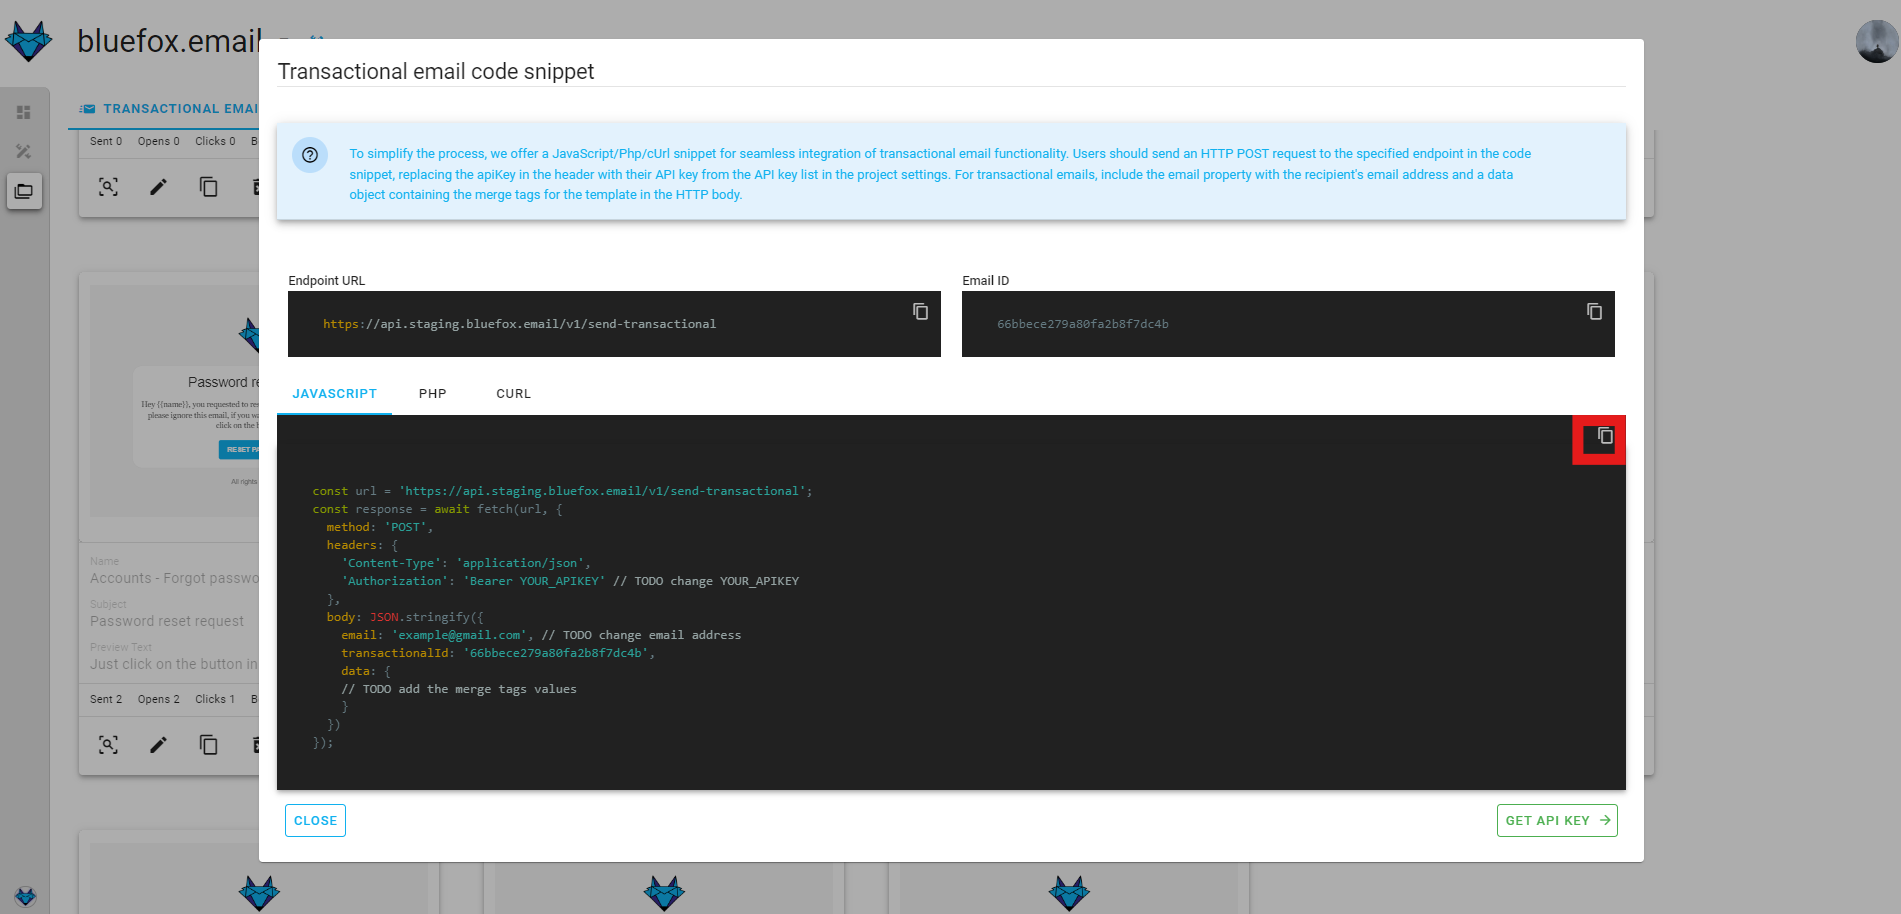 bluefox.email
Transactional email code snippet
TRANSACTIONAL EMAI
Sent 0 Opens 0 Clicks 0 B
To simplify the process, we offer a JavaScript/Php/cUrl snippet for seamless integration of transactional email functionality. Users should send an HTTP POST request to the specified endpoint in the code
snippet, replacing the apiKey in the header with their API key from the API key list in the project settings. For transactional emails, include the email property with the recipient's email address and a data
object containing the merge tags for the template in the HTTP body.
Endpoint URL
https://api.staging.bluefox.email/v1/send-transactional
Email ID
66bbece279a80fa2b8f7dc4b
JAVASCRIPT PHP CURL
const url = 'https://api.staging.bluefox.email/v1/send-transactional';
const response = await fetch(url, {
method: 'POST',
headers: {
'Content-Type': 'application/json',
'Authorization': 'Bearer YOUR_APIKEY' // TODO change YOUR_APIKEY
},
body: JSON.stringify({
email: 'example@gmail.com', // TODO change email address
transactionalId: '66bbece279a80fa2b8f7dc4b',
data: {
// TODO add the merge tags values
}
})
});
CLOSE
GET API KEY
Password re
Hey {{name}}, you requested to res
please ignore this email, if you wa
click on the b
RESET PA
All rights
Name
Accounts - Forgot passwo
Subject
Password reset request
Preview Text
Just click on the button in
Sent 2 Opens 2 Clicks 1 B